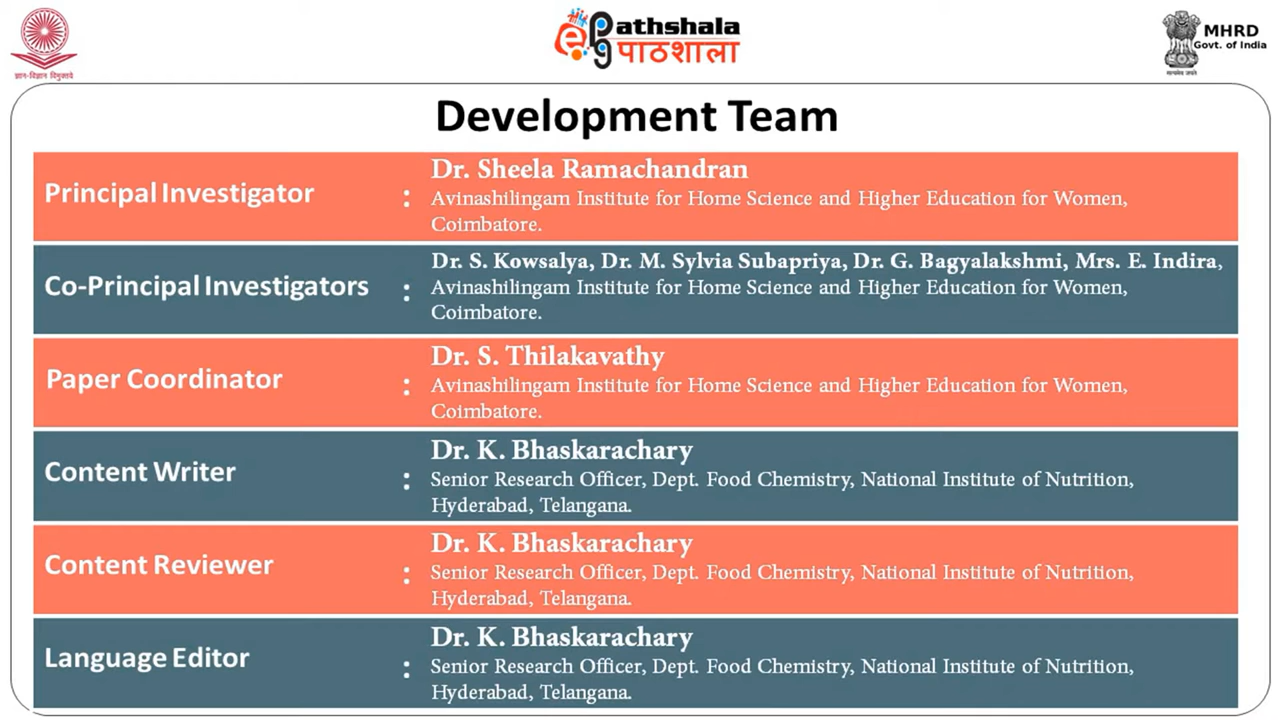 ज्ञान-विज्ञान विमुक्तये
ePG Pathshala
पाठशाला
MHRD
Govt. of India
सत्यमेव जयते
Development Team
Principal Investigator : Dr. Sheela Ramachandran
Avinashilingam Institute for Home Science and Higher Education for Women,
Coimbatore.
Co-Principal Investigators : Dr. S. Kowsalya, Dr. M. Sylvia Subapriya, Dr. G. Bagyalakshmi, Mrs. E. Indira,
Avinashilingam Institute for Home Science and Higher Education for Women,
Coimbatore.
Paper Coordinator : Dr. S. Thilakavathy
Avinashilingam Institute for Home Science and Higher Education for Women,
Coimbatore.
Content Writer : Dr. K. Bhaskarachary
Senior Research Officer, Dept. Food Chemistry, National Institute of Nutrition,
Hyderabad, Telangana.
Content Reviewer : Dr. K. Bhaskarachary
Senior Research Officer, Dept. Food Chemistry, National Institute of Nutrition,
Hyderabad, Telangana.
Language Editor : Dr. K. Bhaskarachary
Senior Research Officer, Dept. Food Chemistry, National Institute of Nutrition,
Hyderabad, Telangana.